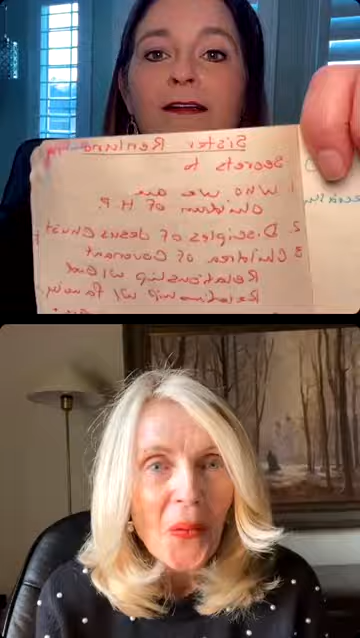 Sister Renlund
Secrets to
1. Who we are
children of H.P.
2. Disciples of Jesus Christ
3 Children of Covenant
Relationship w/ God
Relationship w/ family